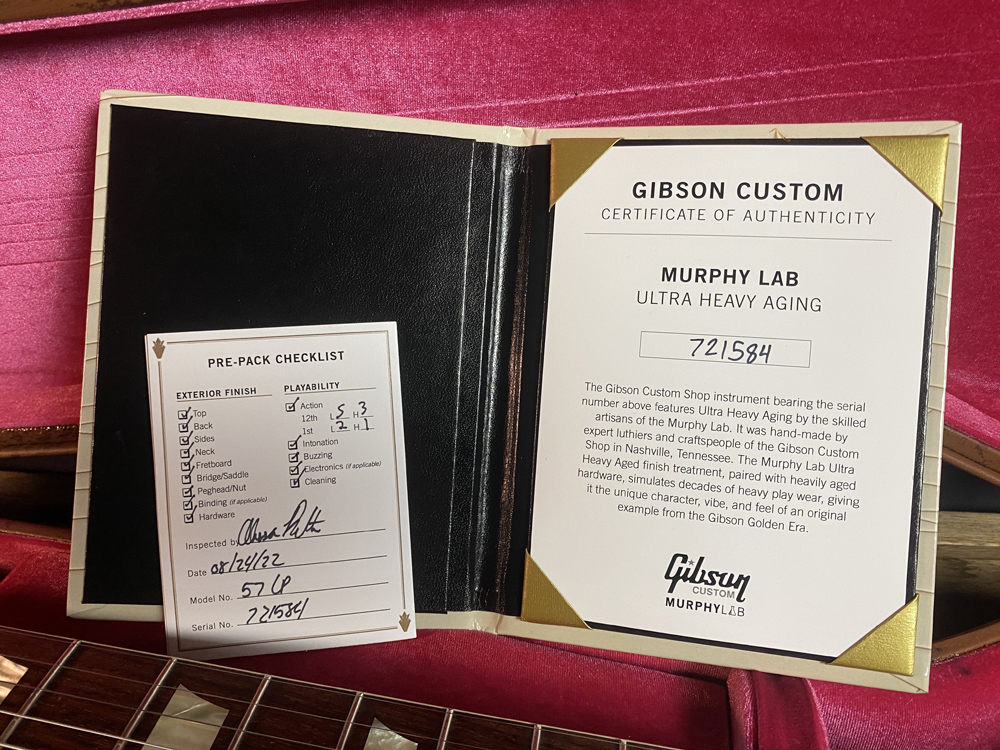 PRE-PACK CHECKLIST
EXTERIOR FINISH
Top
Back
Sides
Neck
Fretboard
Bridge/Saddle
Peghead/Nut
Binding (if applicable)
Hardware
PLAYABILITY
Action
12th L 5 H 3
1st L 2 H 1
Intonation
Buzzing
Electronics (if applicable)
Cleaning
Inspected by
Date 08/24/22
Model No. 57 LP
Serial No. 721584
GIBSON CUSTOM
CERTIFICATE OF AUTHENTICITY
MURPHY LAB
ULTRA HEAVY AGING
721584
The Gibson Custom Shop instrument bearing the serial
number above features Ultra Heavy Aging by the skilled
artisans of the Murphy Lab. It was hand-made by
expert luthiers and craftspeople of the Gibson Custom
Shop in Nashville, Tennessee. The Murphy Lab Ultra
Heavy Aged finish treatment, paired with heavily aged
hardware, simulates decades of heavy play wear, giving
it the unique character, vibe, and feel of an original
example from the Gibson Golden Era.
Gibson
CUSTOM
MURPHY LAB